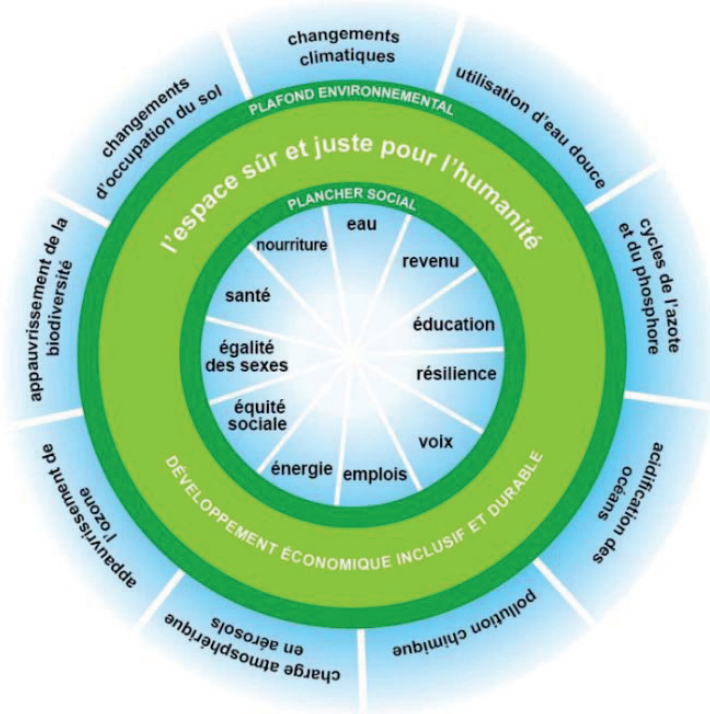 changements
climatiques
utilisation d'eau douce
cycles de l'azote
et du phosphore
acidification des
océans
pollution chimique
charge atmosphérique
en aérosols
appauvrissement de
l'ozone
appauvrissement de la
biodiversité
changements
d'occupation du sol
PLAFOND ENVIRONNEMENTAL
l'espace sûr et juste pour l'humanité
PLANCHER SOCIAL
eau
revenu
éducation
résilience
voix
emplois
énergie
équité
sociale
égalité
des sexes
santé
nourriture
DÉVELOPPEMENT ÉCONOMIQUE INCLUSIF ET DURABLE